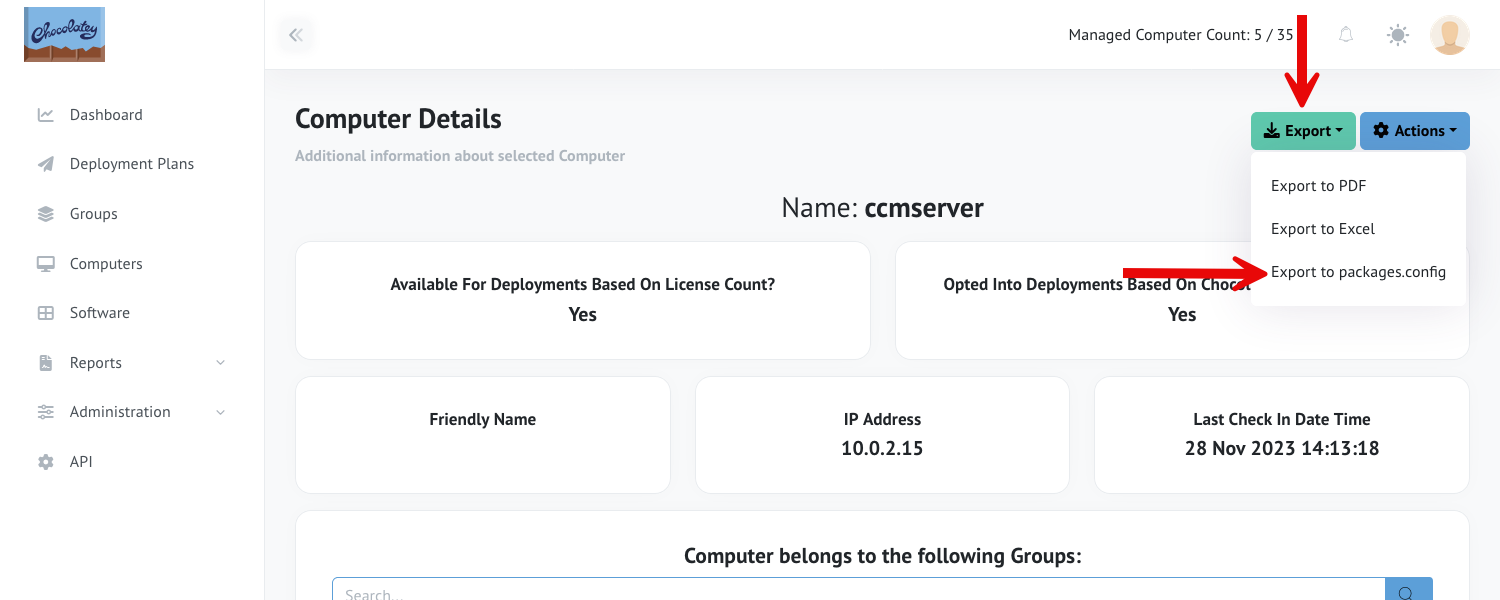 Chocolatey
Managed Computer Count: 5 / 35
Dashboard
Deployment Plans
Groups
Computers
Software
Reports
Administration
API
Computer Details
Additional information about selected Computer
Export
Actions
Export to PDF
Export to Excel
Export to packages.config
Name: ccmserver
Available For Deployments Based On License Count?
Yes
Opted Into Deployments Based On Chocol
Yes
Friendly Name
IP Address
10.0.2.15
Last Check In Date Time
28 Nov 2023 14:13:18
Computer belongs to the following Groups:
Search...